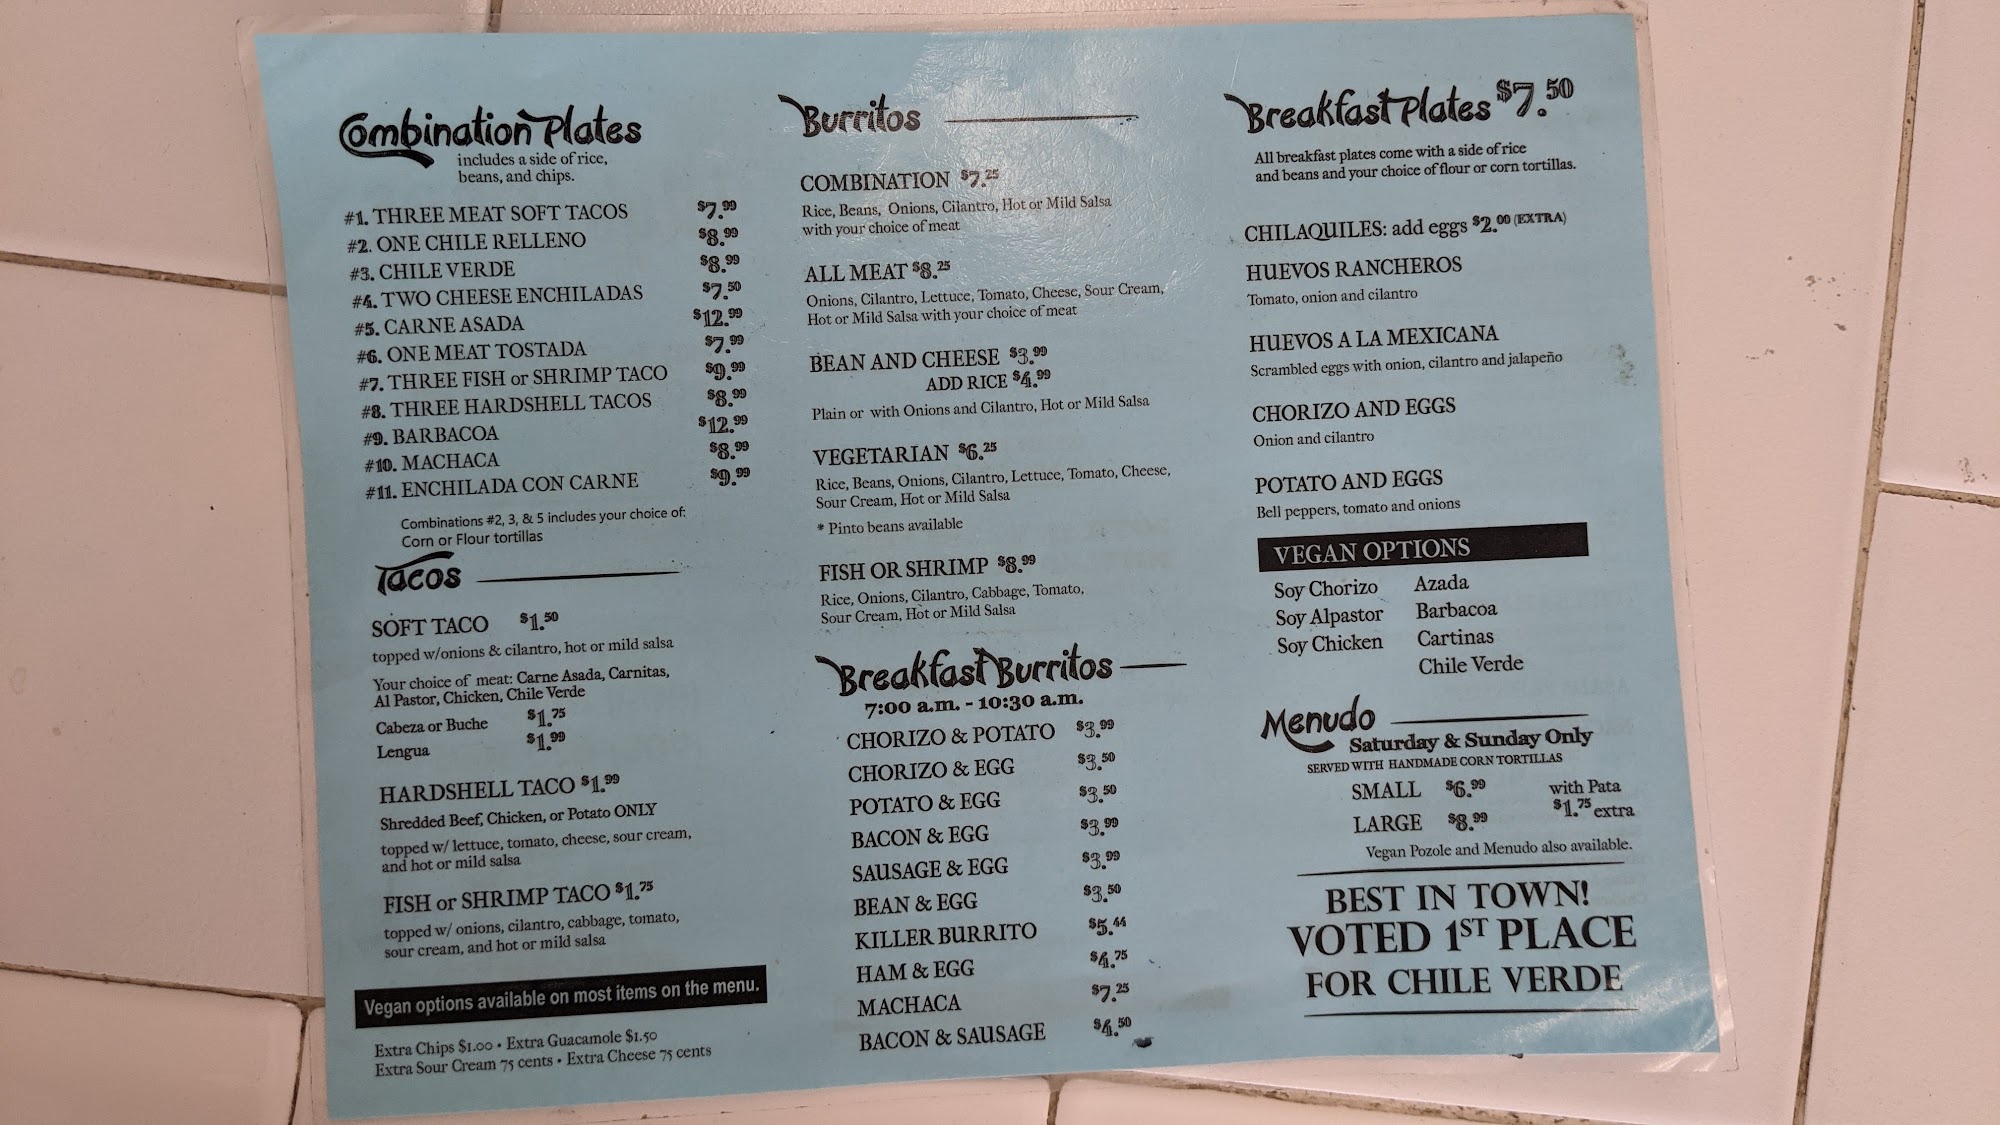 Combination Plates
includes a side of rice,
beans, and chips.
#1. THREE MEAT SOFT TACOS $7.99
#2. ONE CHILE RELLENO $8.99
#3. CHILE VERDE $8.99
#4. TWO CHEESE ENCHILADAS $7.50
#5. CARNE ASADA $12.99
#6. ONE MEAT TOSTADA $7.99
#7. THREE FISH or SHRIMP TACO $9.99
#8. THREE HARDSHELL TACOS $8.99
#9. BARBACOA $12.99
#10. MACHACA $8.99
#11. ENCHILADA CON CARNE $9.99
Combinations #2, 3, & 5 includes your choice of:
Corn or Flour tortillas
Tacos
SOFT TACO $1.50
topped w/onions & cilantro, hot or mild salsa
Your choice of meat: Carne Asada, Carnitas,
Al Pastor, Chicken, Chile Verde
Cabeza or Buche $1.75
Lengua $1.99
HARDSHELL TACO $1.99
Shredded Beef, Chicken, or Potato ONLY
topped w/ lettuce, tomato, cheese, sour cream,
and hot or mild salsa
FISH or SHRIMP TACO $1.75
topped w/ onions, cilantro, cabbage, tomato,
sour cream, and hot or mild salsa
Vegan options available on most items on the menu.
Extra Chips $1.00 • Extra Guacamole $1.50
Extra Sour Cream 75 cents • Extra Cheese 75 cents
Burritos
COMBINATION $7.25
Rice, Beans, Onions, Cilantro, Hot or Mild Salsa
with your choice of meat
ALL MEAT $8.25
Onions, Cilantro, Lettuce, Tomato, Cheese, Sour Cream,
Hot or Mild Salsa with your choice of meat
BEAN AND CHEESE $3.99
ADD RICE $4.99
Plain or with Onions and Cilantro, Hot or Mild Salsa
VEGETARIAN $6.25
Rice, Beans, Onions, Cilantro, Lettuce, Tomato, Cheese,
Sour Cream, Hot or Mild Salsa
* Pinto beans available
FISH OR SHRIMP $8.99
Rice, Onions, Cilantro, Cabbage, Tomato,
Sour Cream, Hot or Mild Salsa
Breakfast Burritos
7:00 a.m. - 10:30 a.m.
CHORIZO & POTATO $3.99
CHORIZO & EGG $3.50
POTATO & EGG $3.50
BACON & EGG $3.99
SAUSAGE & EGG $3.99
BEAN & EGG $3.50
KILLER BURRITO $5.44
HAM & EGG $4.75
MACHACA $7.25
BACON & SAUSAGE $4.50
Breakfast Plates $7.50
All breakfast plates come with a side of rice
and beans and your choice of flour or corn tortillas.
CHILAQUILES: add eggs $2.00 (EXTRA)
HUEVOS RANCHEROS
Tomato, onion and cilantro
HUEVOS A LA MEXICANA
Scrambled eggs with onion, cilantro and jalapeño
CHORIZO AND EGGS
Onion and cilantro
POTATO AND EGGS
Bell peppers, tomato and onions
VEGAN OPTIONS
Soy Chorizo Azada
Soy Alpastor Barbacoa
Soy Chicken Cartinas
Chile Verde
Menudo
Saturday & Sunday Only
SERVED WITH HANDMADE CORN TORTILLAS
SMALL $6.99 with Pata
LARGE $8.99 $1.75 extra
Vegan Pozole and Menudo also available.
BEST IN TOWN!
VOTED 1ST PLACE
FOR CHILE VERDE